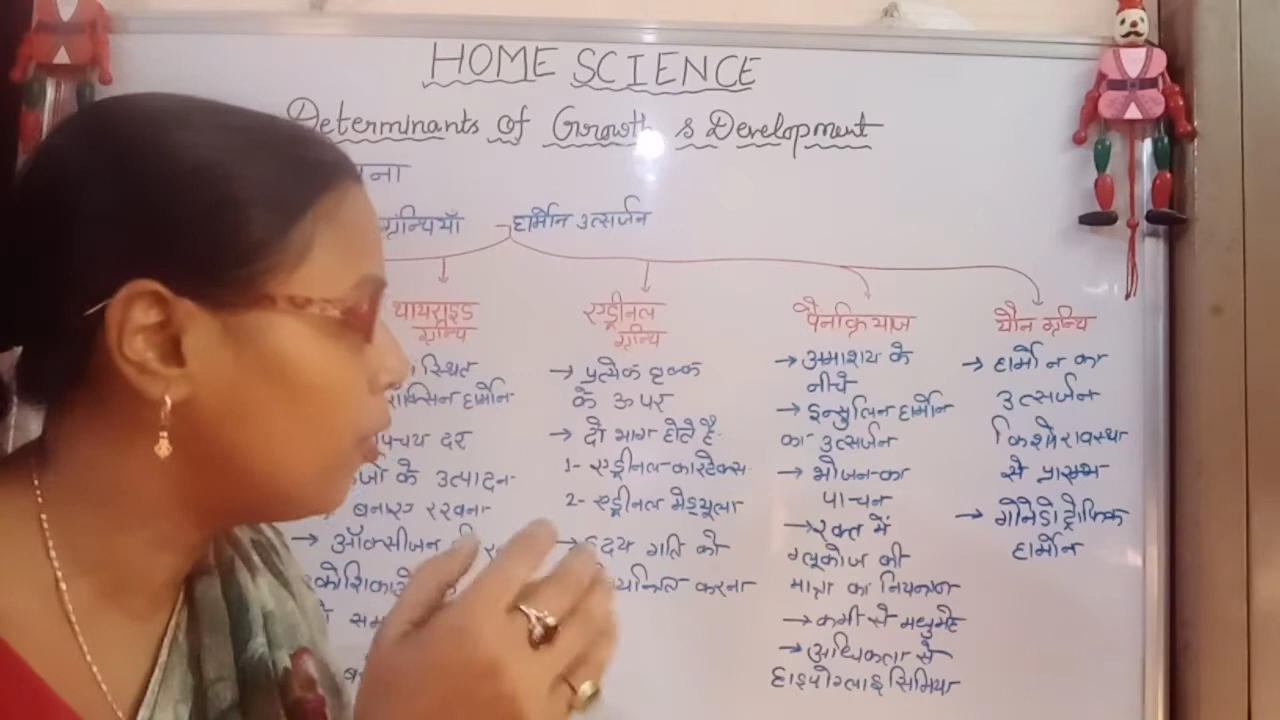 HOME SCIENCE
Determinants of Growth & Development
ग्रन्थियाँ → हार्मोन उत्सर्जन
थायराइड
ग्रन्थि
स्थित
हार्मोन
दर
के उत्पादन
बनाए रखना
→ ऑक्सीजन
एड्रीनल
ग्रन्थि
→ प्रत्येक वृक्क
के ऊपर
→ दो भाग होते है
1- एड्रीनल-कारटेक्स
2- एड्रीनल मेड्यूला
हृदय गति को
करना
पैनक्रियाज
→ अमाशय के
नीचे
→ इन्सुलिन हार्मोन
का उत्सर्जन
→ भोजन का
पाचन
→ रक्त में
ग्लूकोज की
मात्रा का नियन्त्रण
→ कमी से मधुमेह
→ अधिकता से
हाइपोग्लाइसिमिया
यौन ग्रन्थि
→ हार्मोन का
उत्सर्जन
किशोरावस्था
से प्रारम्भ
→ गोनेडोट्रोफिक
हार्मोन